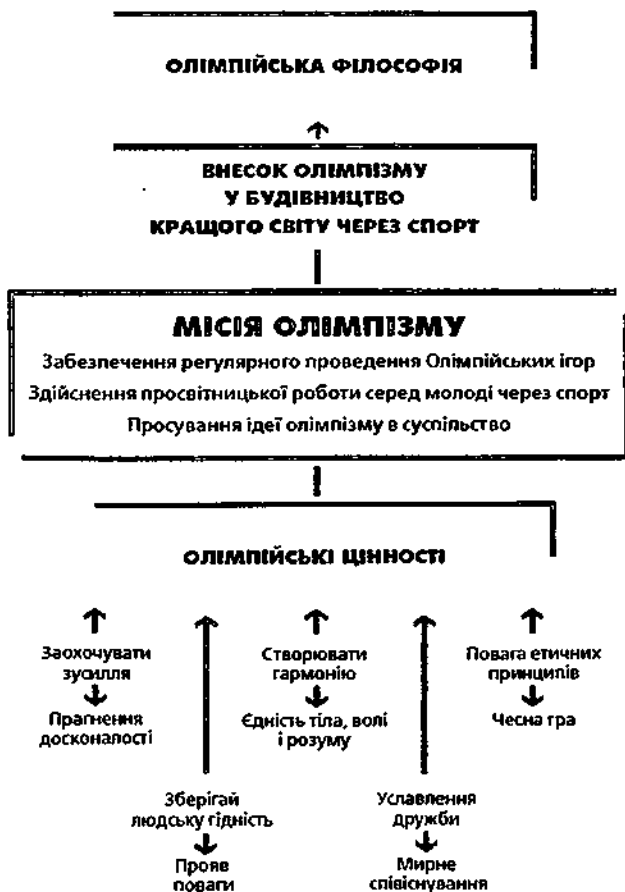 ОЛІМПІЙСЬКА ФІЛОСОФІЯ
ВНЕСОК ОЛІМПІЗМУ
У БУДІВНИЦТВО
КРАЩОГО СВІТУ ЧЕРЕЗ СПОРТ
МІСІЯ ОЛІМПІЗМУ
Забезпечення регулярного проведення Олімпійських ігор
Здійснення просвітницької роботи серед молоді через спорт
Просування ідеї олімпізму в суспільство
ОЛІМПІЙСЬКІ ЦІННОСТІ
Заохочувати
зусилля
Прагнення
досконалості
Створювати
гармонію
Єдність тіла, волі
і розуму
Повага етичних
принципів
Чесна гра
Зберігай
людську гідність
Прояв
поваги
Уславлення
дружби
Мирне
співіснування